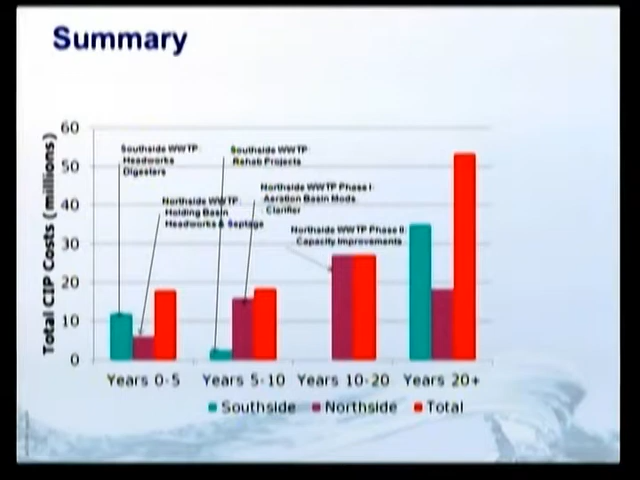 Summary
Total CIP Costs (millions)
60
50
40
30
20
10
0
Southside WWTP:
Headworks
Digesters
Southside WWTP:
Rehab Projects
Northside WWTP:
Holding Basin
Headworks & Septage
Northside WWTP Phase I:
Aeration Basin Mods
Clarifier
Northside WWTP Phase II:
Capacity Improvements
Years 0-5
Years 5-10
Years 10-20
Years 20+
Southside
Northside
Total